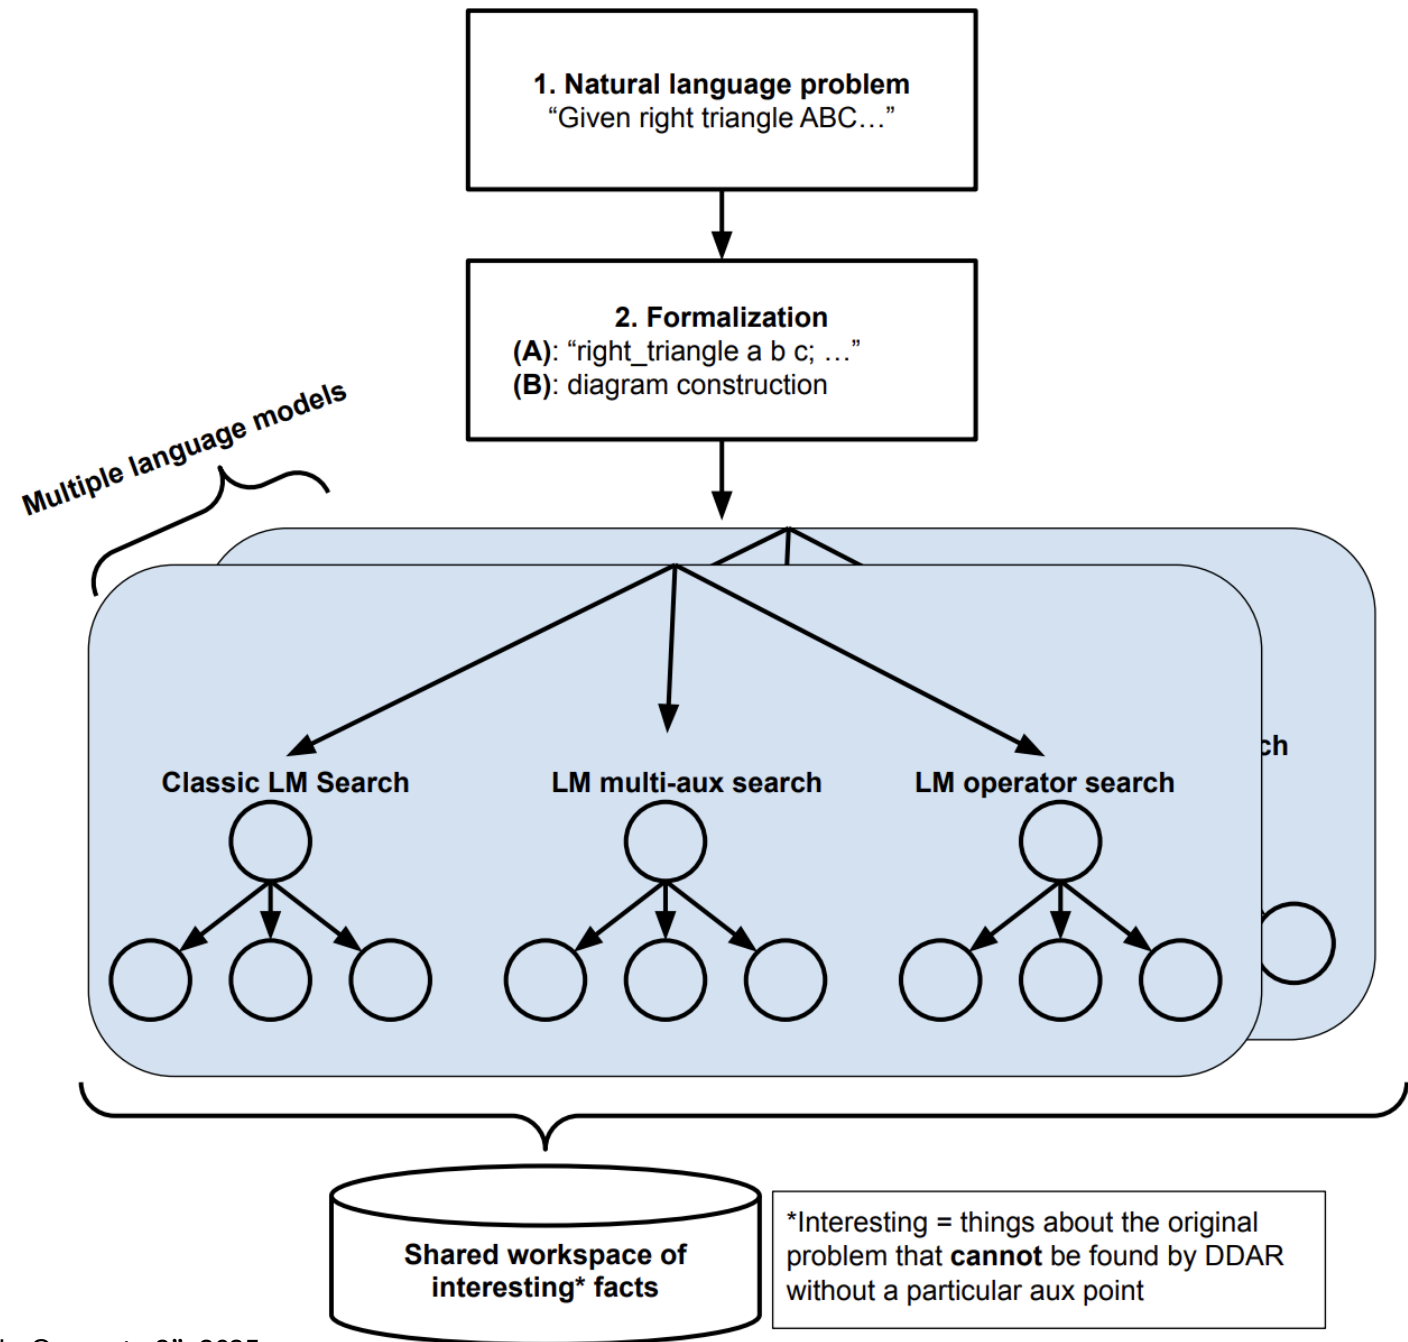 1. Natural language problem
“Given right triangle ABC…”
2. Formalization
(A): “right_triangle a b c; …”
(B): diagram construction
Multiple language models
Classic LM Search
LM multi-aux search
LM operator search
ch
Shared workspace of
interesting* facts
*Interesting = things about the original
problem that cannot be found by DDAR
without a particular aux point